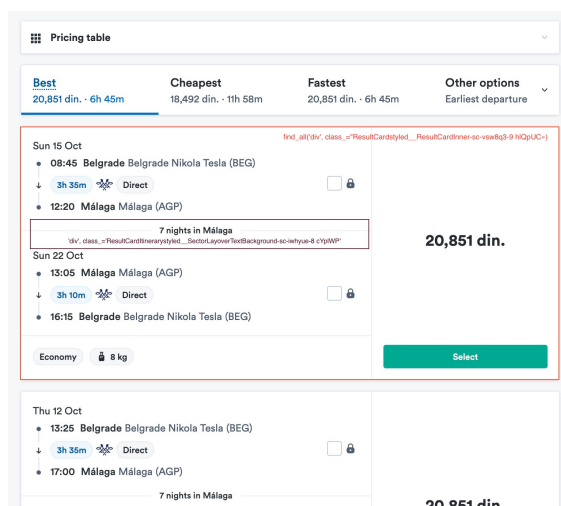 Pricing table
Best
20,851 din. · 6h 45m
Cheapest
18,492 din. · 11h 58m
Fastest
20,851 din. · 6h 45m
Other options
Earliest departure
find_all('div', class_="ResultCardstyled__ResultCardInner-sc-vsw8q3-9 hlQpUC»)
Sun 15 Oct
08:45 Belgrade Belgrade Nikola Tesla (BEG)
3h 35m Direct
12:20 Málaga Málaga (AGP)
7 nights in Málaga
'div', class_='ResultCardItinerarystyled__SectorLayoverTextBackground-sc-iwhyue-8 cYpIWP'
Sun 22 Oct
13:05 Málaga Málaga (AGP)
3h 10m Direct
16:15 Belgrade Belgrade Nikola Tesla (BEG)
Economy 8 kg
20,851 din.
Select
Thu 12 Oct
13:25 Belgrade Belgrade Nikola Tesla (BEG)
3h 35m Direct
17:00 Málaga Málaga (AGP)
7 nights in Málaga
20,851 din.